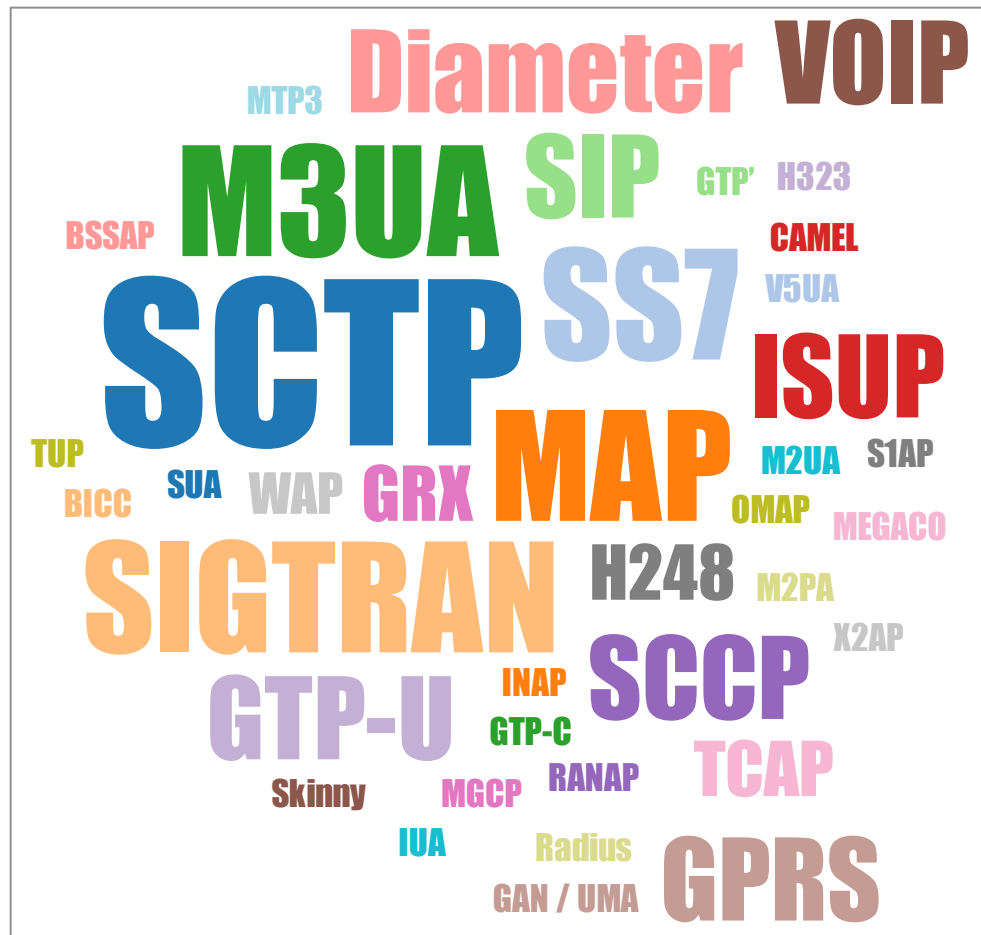 Diameter
VOIP
MTP3
M3UA
SIP
GTP’
H323
BSSAP
CAMEL
SCTP
SS7
V5UA
ISUP
MAP
TUP
SUA
WAP
GRX
M2UA
S1AP
BICC
OMAP
MEGACO
SIGTRAN
H248
M2PA
X2AP
SCCP
INAP
GTP-U
GTP-C
TCAP
Skinny
MGCP
RANAP
IUA
Radius
GPRS
GAN / UMA